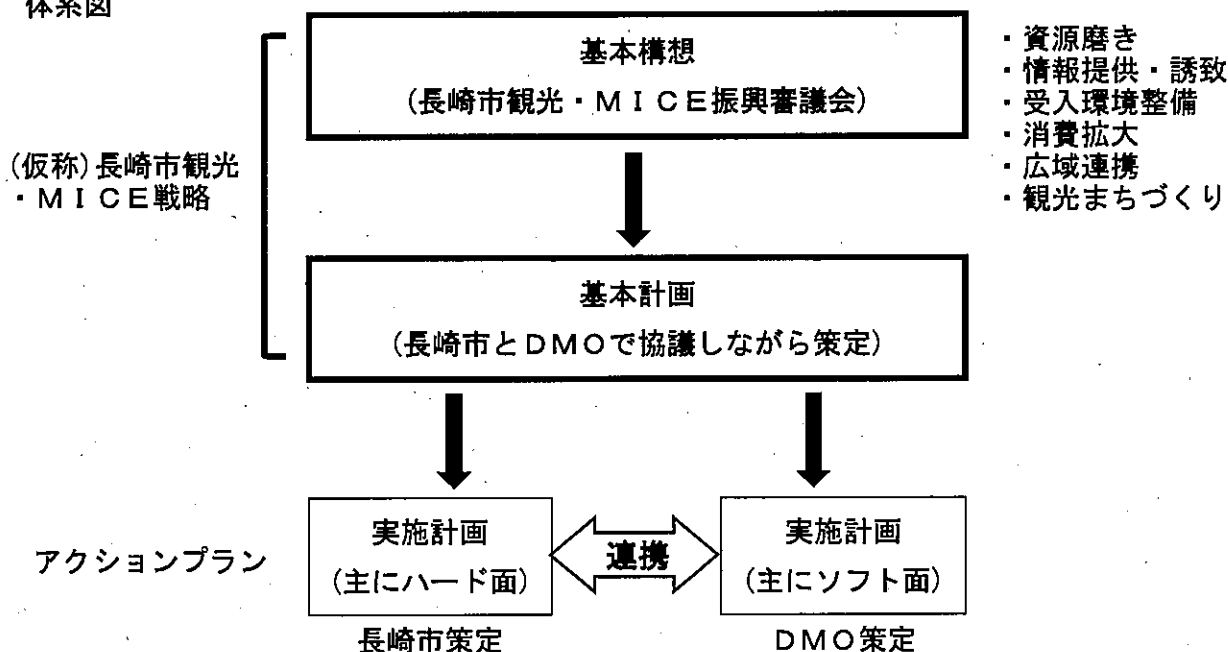 体系図
基本構想
(長崎市観光・MICE振興審議会)
・資源磨き
・情報提供・誘致
・受入環境整備
・消費拡大
・広域連携
・観光まちづくり
(仮称)長崎市観光
・MICE戦略
基本計画
(長崎市とDMOで協議しながら策定)
アクションプラン
実施計画
(主にハード面)
長崎市策定
連携
実施計画
(主にソフト面)
DMO策定